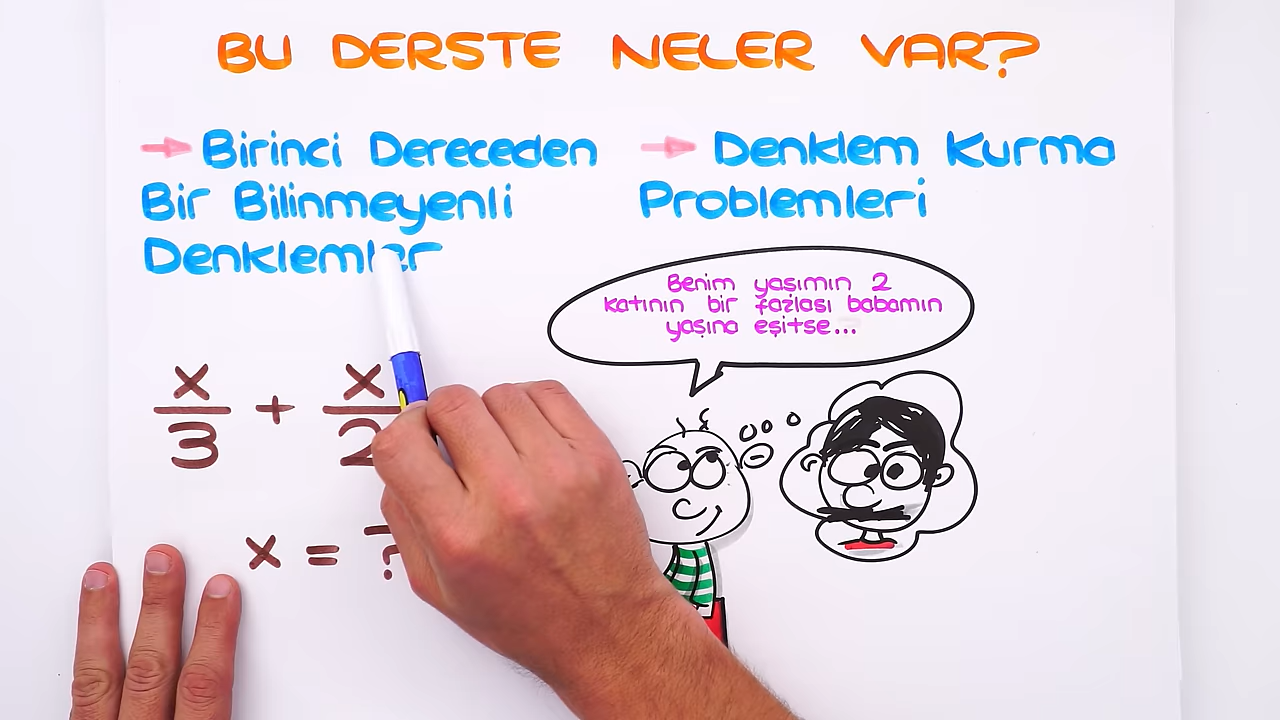 BU DERSTE NELER VAR?
→ Birinci Dereceden
Bir Bilinmeyenli
Denklemler
→ Denklem Kurma
Problemleri
Benim yaşımın 2
katının bir fazlası babamın
yaşına eşitse...
x/3 + x/2
x = ?